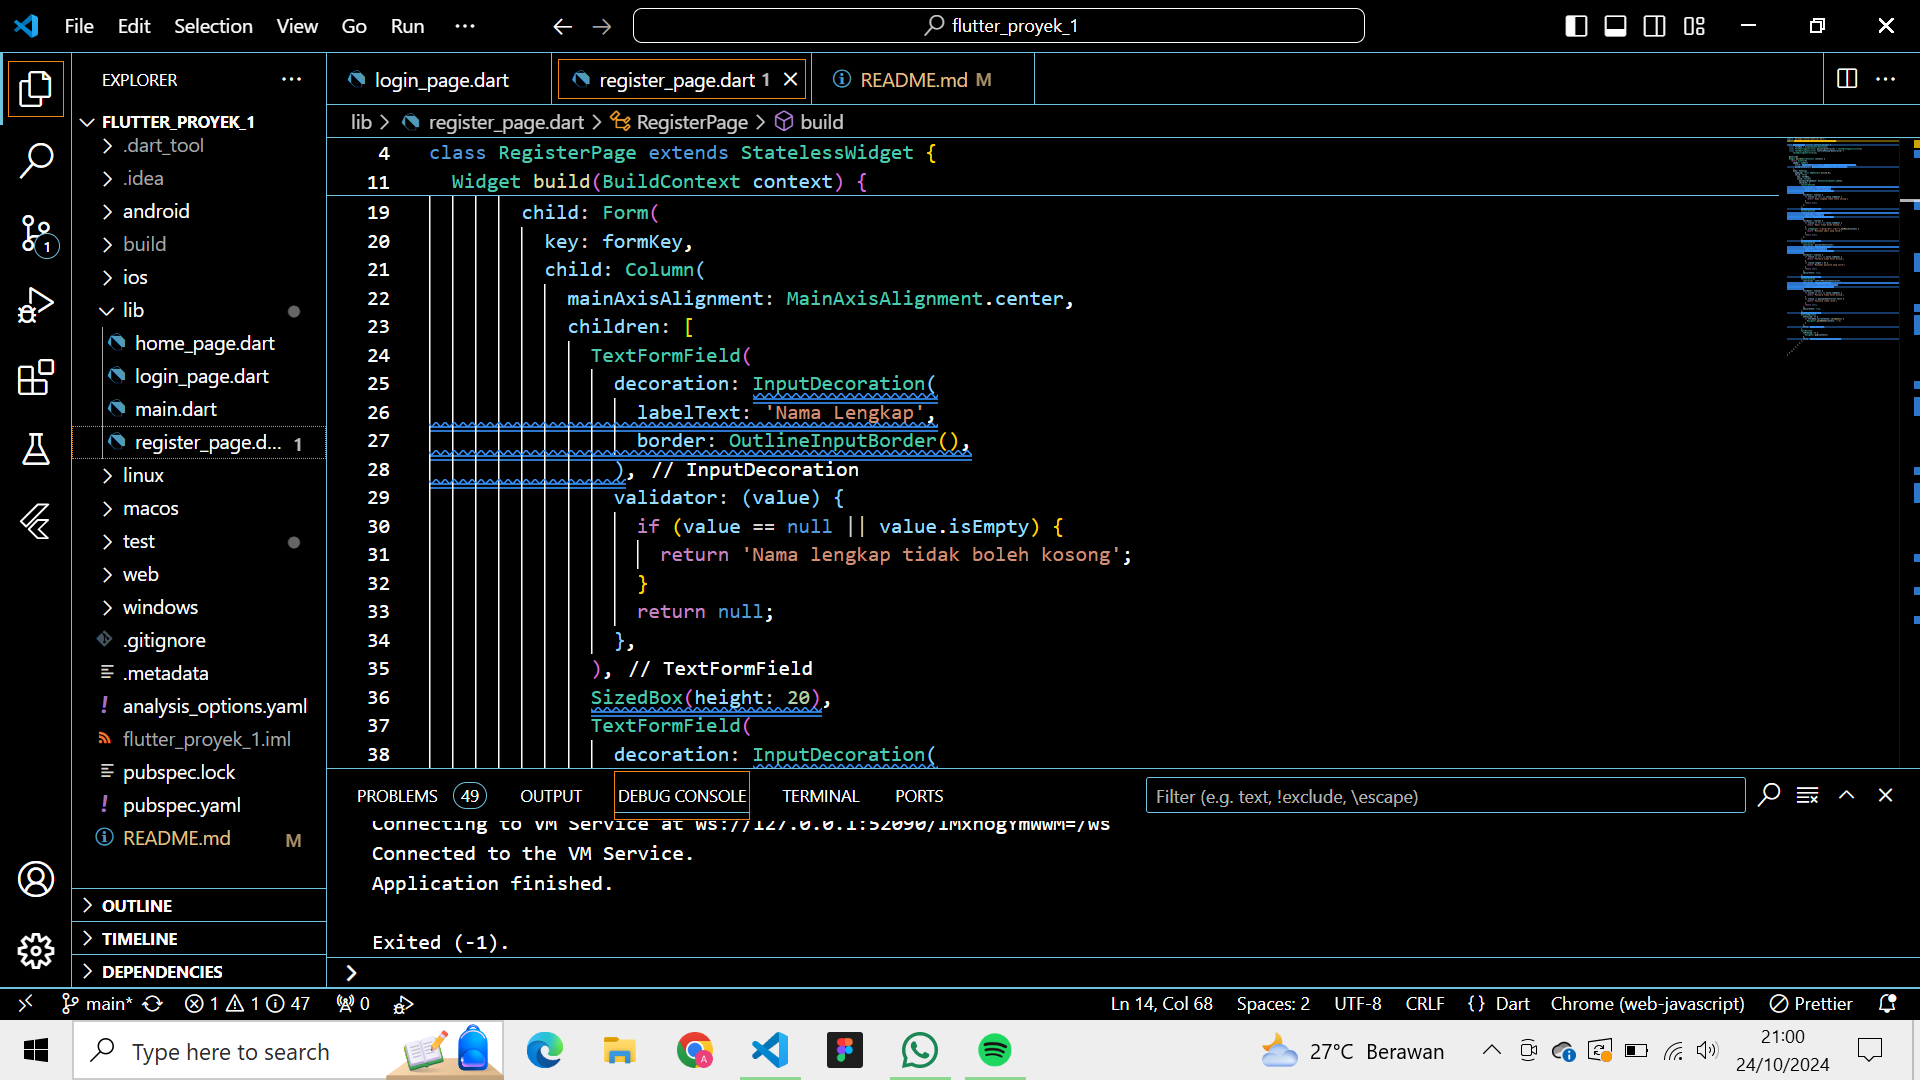 File Edit Selection View Go Run ···
flutter_proyek_1
EXPLORER
FLUTTER_PROYEK_1
.dart_tool
.idea
android
build
ios
lib
home_page.dart
login_page.dart
main.dart
register_page.d... 1
linux
macos
test
web
windows
.gitignore
.metadata
analysis_options.yaml
flutter_proyek_1.iml
pubspec.lock
pubspec.yaml
README.md M
OUTLINE
TIMELINE
DEPENDENCIES
1
login_page.dart register_page.dart 1 README.md M
lib > register_page.dart > RegisterPage > build
4 class RegisterPage extends StatelessWidget {
11 Widget build(BuildContext context) {
19 child: Form(
20 key: formKey,
21 child: Column(
22 mainAxisAlignment: MainAxisAlignment.center,
23 children: [
24 TextFormField(
25 decoration: InputDecoration(
26 labelText: 'Nama Lengkap',
27 border: OutlineInputBorder(),
28 ), // InputDecoration
29 validator: (value) {
30 if (value == null || value.isEmpty) {
31 return 'Nama lengkap tidak boleh kosong';
32 }
33 return null;
34 },
35 ), // TextFormField
36 SizedBox(height: 20),
37 TextFormField(
38 decoration: InputDecoration(
PROBLEMS 49 OUTPUT DEBUG CONSOLE TERMINAL PORTS
Filter (e.g. text, !exclude, \escape)
Connecting to VM Service at ws://127.0.0.1:52090/
Connected to the VM Service.
Application finished.
Exited (-1).
main* 1 1 47 0
Ln 14, Col 68 Spaces: 2 UTF-8 CRLF {} Dart Chrome (web-javascript) Prettier
Type here to search
27°C Berawan
21:00
24/10/2024